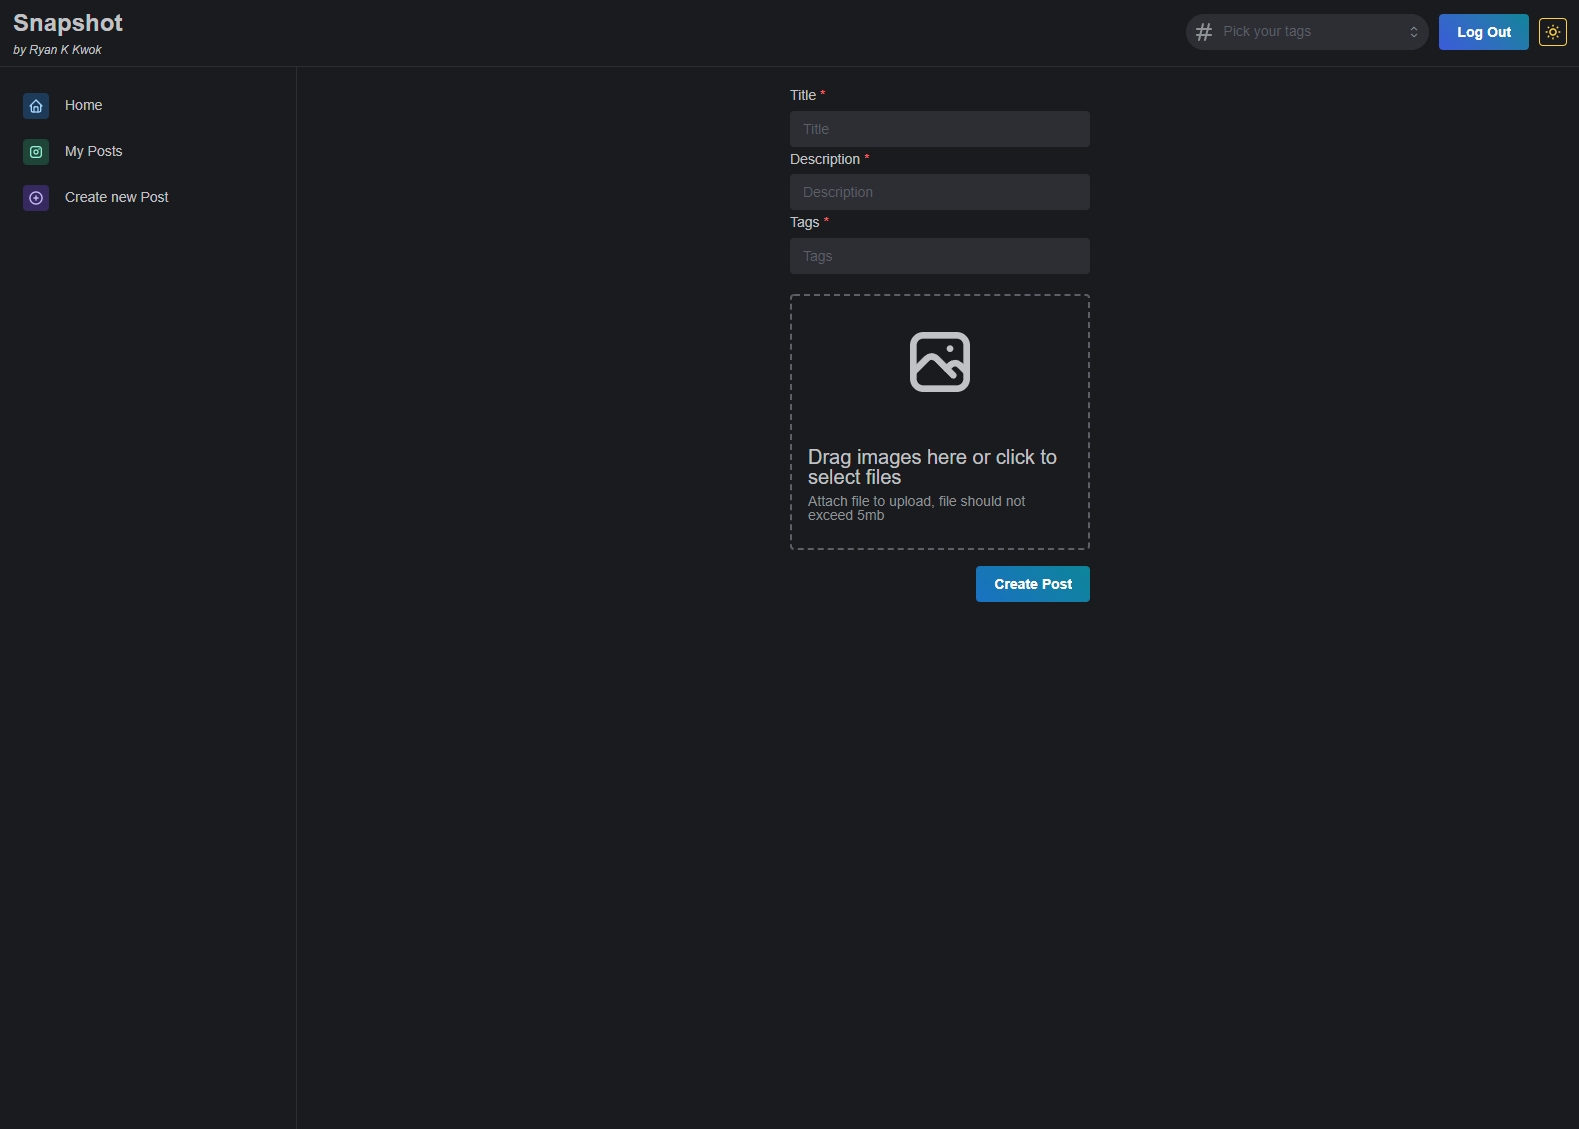 Snapshot
by Ryan K Kwok
Pick your tags
Log Out
Home
My Posts
Create new Post
Title *
Title
Description *
Description
Tags *
Tags
Drag images here or click to
select files
Attach file to upload, file should not
exceed 5mb
Create Post